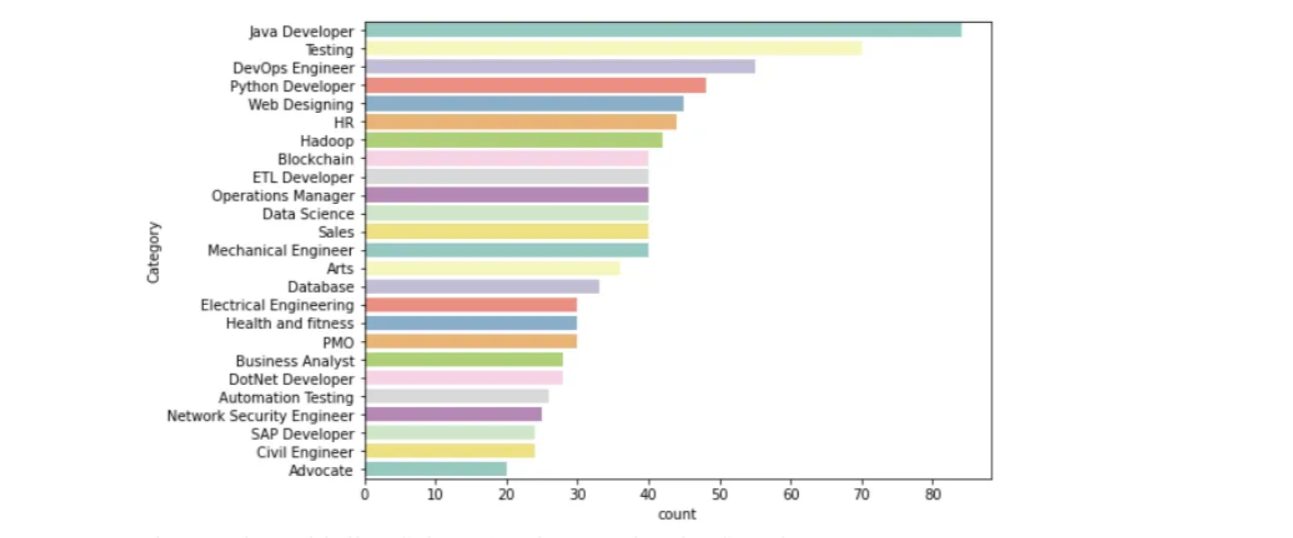 Java Developer
Testing
DevOps Engineer
Python Developer
Web Designing
HR
Hadoop
Blockchain
ETL Developer
Operations Manager
Data Science
Sales
Mechanical Engineer
Arts
Database
Electrical Engineering
Health and fitness
PMO
Business Analyst
DotNet Developer
Automation Testing
Network Security Engineer
SAP Developer
Civil Engineer
Advocate
Category
0 10 20 30 40 50 60 70 80
count